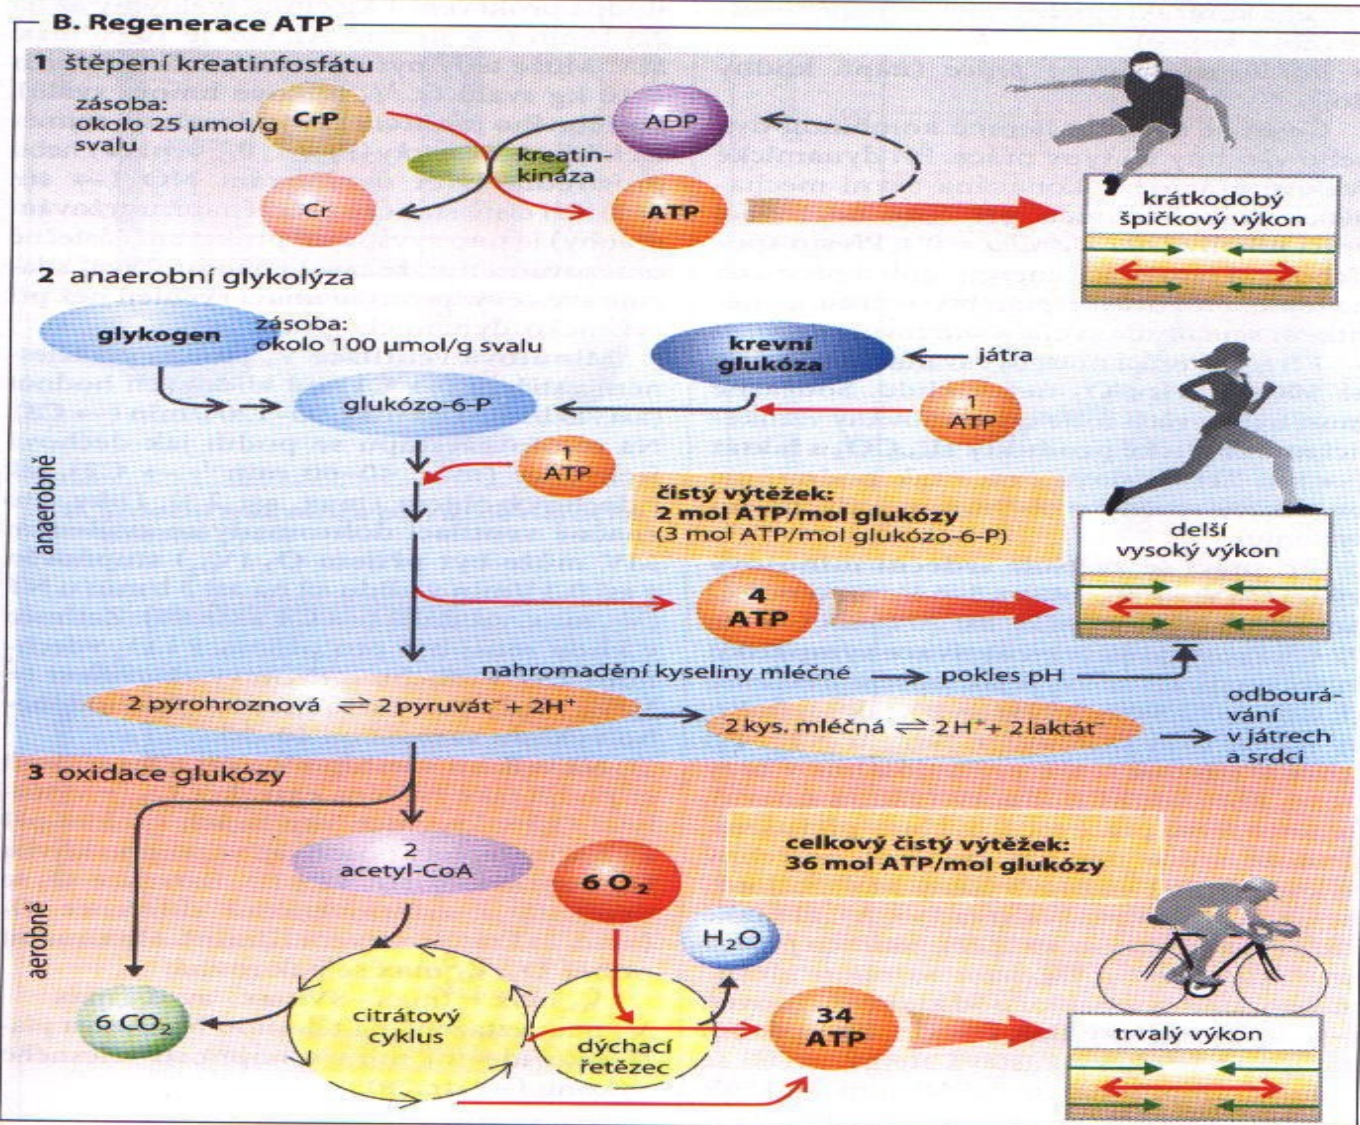 B. Regenerace ATP
1 štěpení kreatinfosfátu
zásoba:
okolo 25 µmol/g
svalu
CrP
ADP
kreatin-
kináza
Cr
ATP
krátkodobý
špičkový výkon
2 anaerobní glykolýza
glykogen
zásoba:
okolo 100 µmol/g svalu
krevní
glukóza
játra
glukózo-6-P
1
ATP
1
ATP
anaerobně
čistý výtěžek:
2 mol ATP/mol glukózy
(3 mol ATP/mol glukózo-6-P)
delší
vysoký výkon
4
ATP
nahromadění kyseliny mléčné
pokles pH
2 pyrohroznová ⇌ 2 pyruvát⁻ + 2H⁺
2 kys. mléčná ⇌ 2H⁺ + 2 laktát⁻
odbourá-
vání
v játrech
a srdci
3 oxidace glukózy
2
acetyl-CoA
6 O₂
celkový čistý výtěžek:
36 mol ATP/mol glukózy
aerobně
H₂O
6 CO₂
citrátový
cyklus
dýchací
řetězec
34
ATP
trvalý výkon